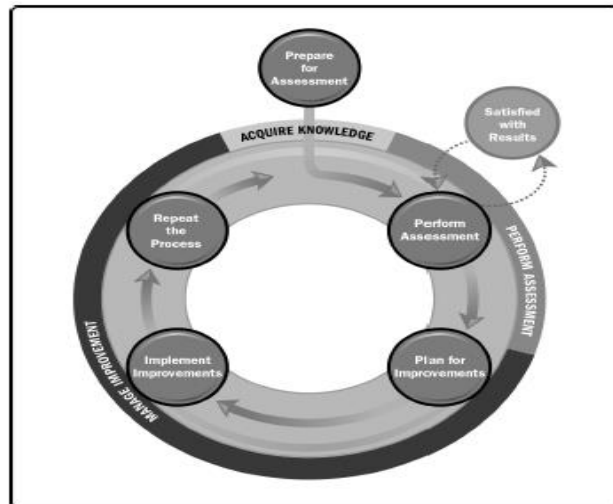 Prepare
for
Assessment
Satisfied
with
Results
ACQUIRE KNOWLEDGE
Repeat
the
Process
Perform
Assessment
PERFORM ASSESSMENT
Implement
Improvements
Plan for
Improvements
MANAGE IMPROVEMENT